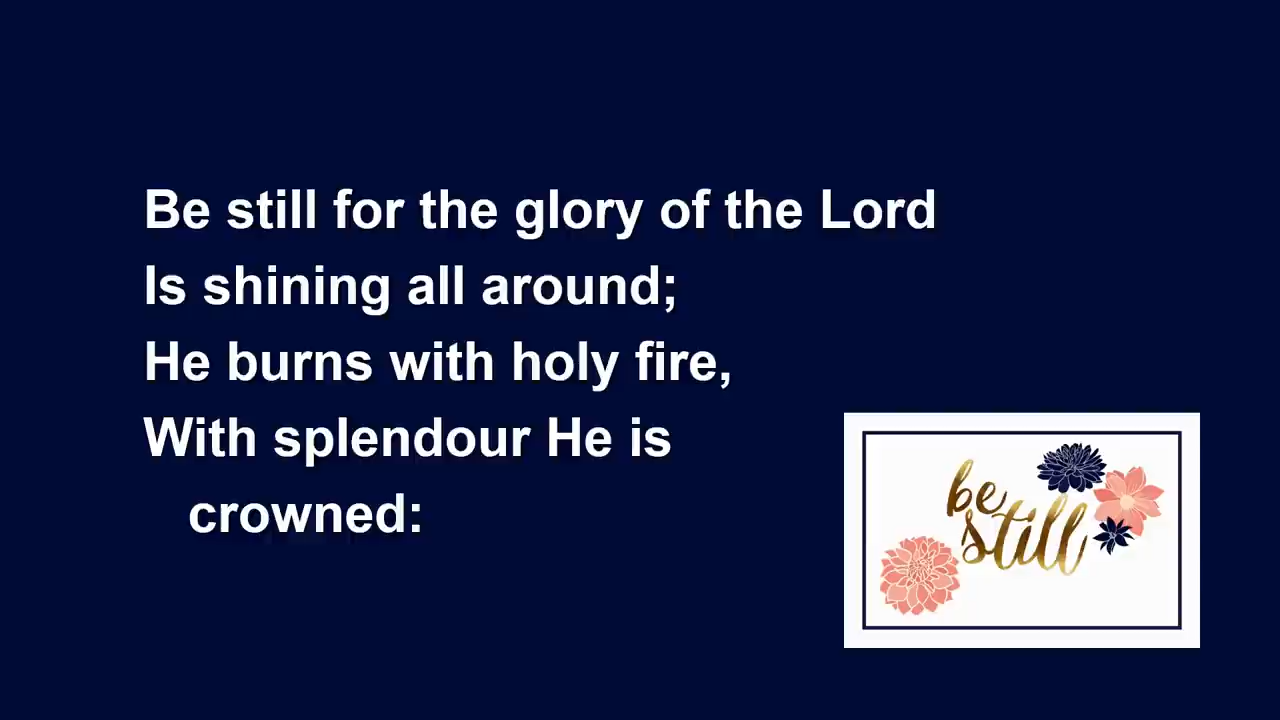 Be still for the glory of the Lord
Is shining all around;
He burns with holy fire,
With splendour He is
crowned:
be
still